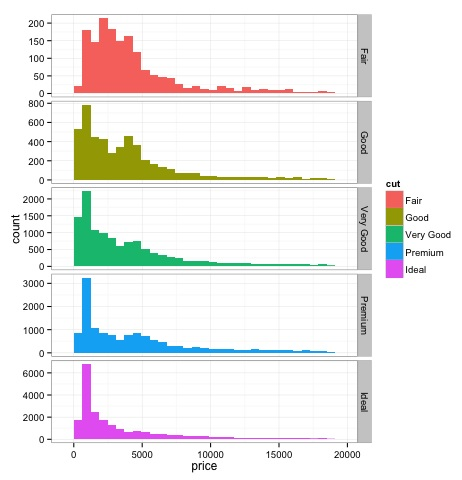 200
150
100
50
0
Fair
800
600
400
200
0
Good
2000
1500
1000
500
0
Very Good
3000
2000
1000
0
Premium
6000
4000
2000
0
Ideal
count
0 5000 10000 15000 20000
price
cut
Fair
Good
Very Good
Premium
Ideal